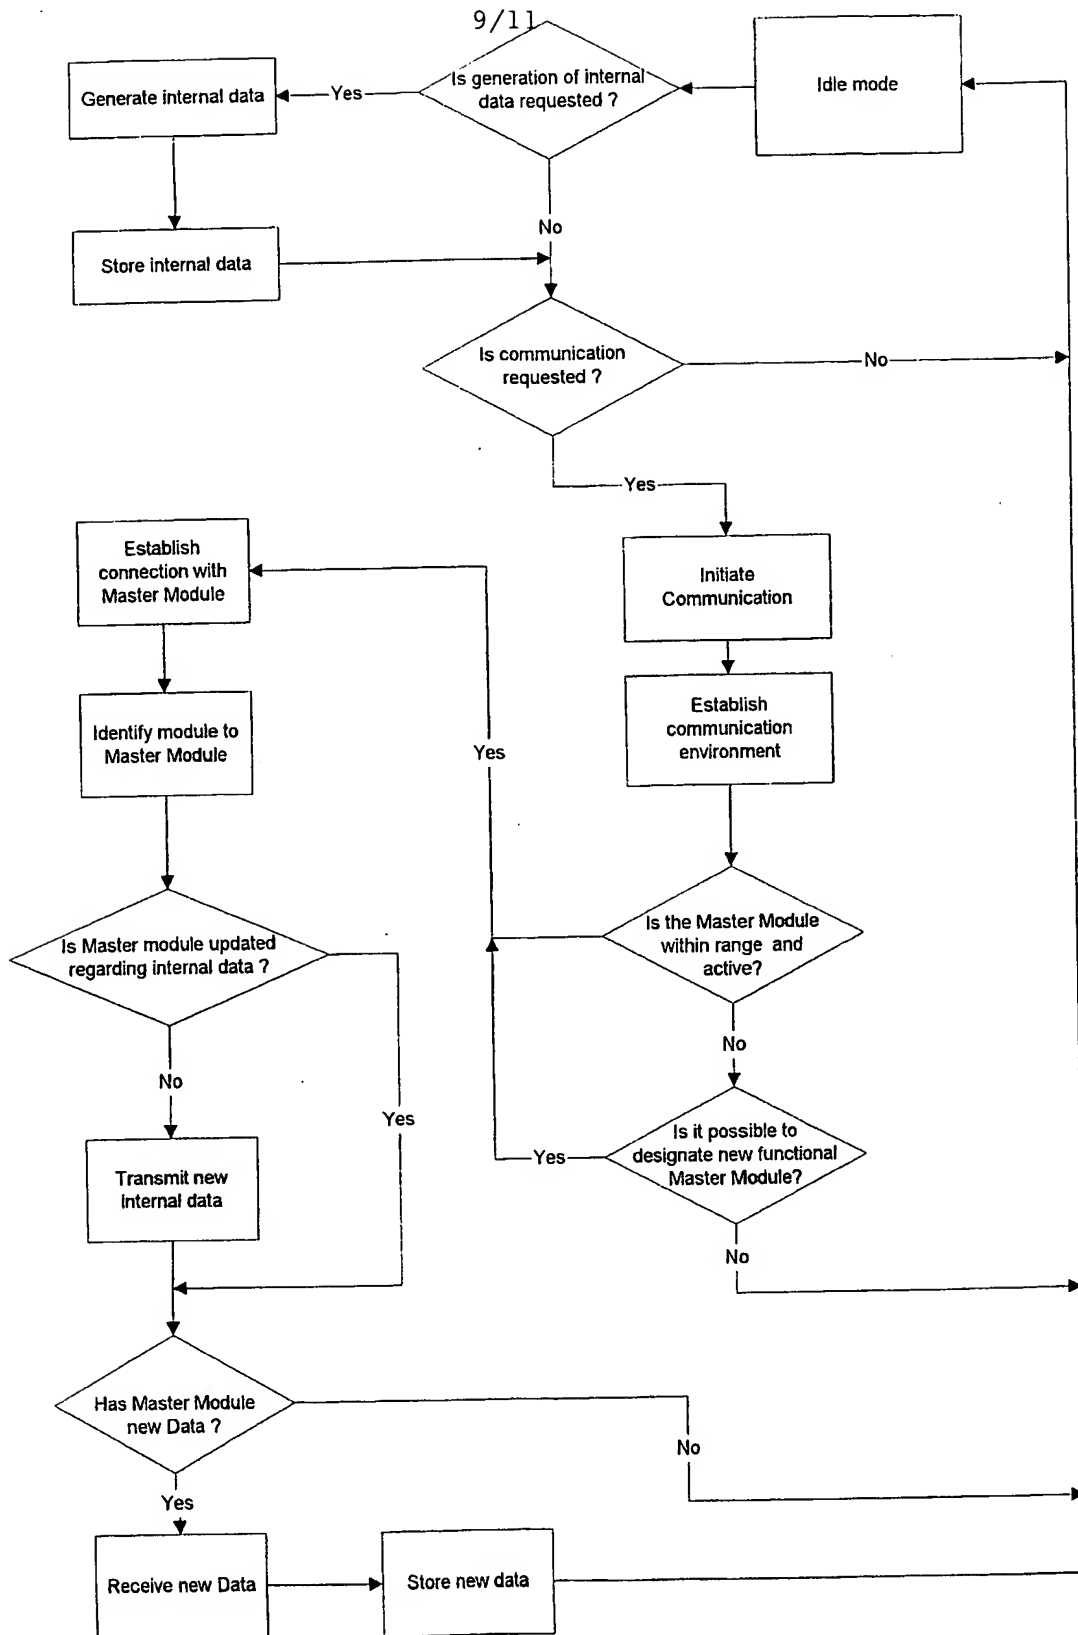 9/11
Is generation of internal
data requested ?
Idle mode
Generate internal data
Yes
No
Store internal data
Is communication
requested ?
No
Yes
Establish
connection with
Master Module
Initiate
Communication
Identify module to
Master Module
Establish
communication
environment
Yes
Is Master module updated
regarding internal data ?
Is the Master Module
within range and
active?
No
No
Yes
Is it possible to
designate new functional
Master Module?
Yes
Transmit new
internal data
No
Has Master Module
new Data ?
No
Yes
Receive new Data
Store new data